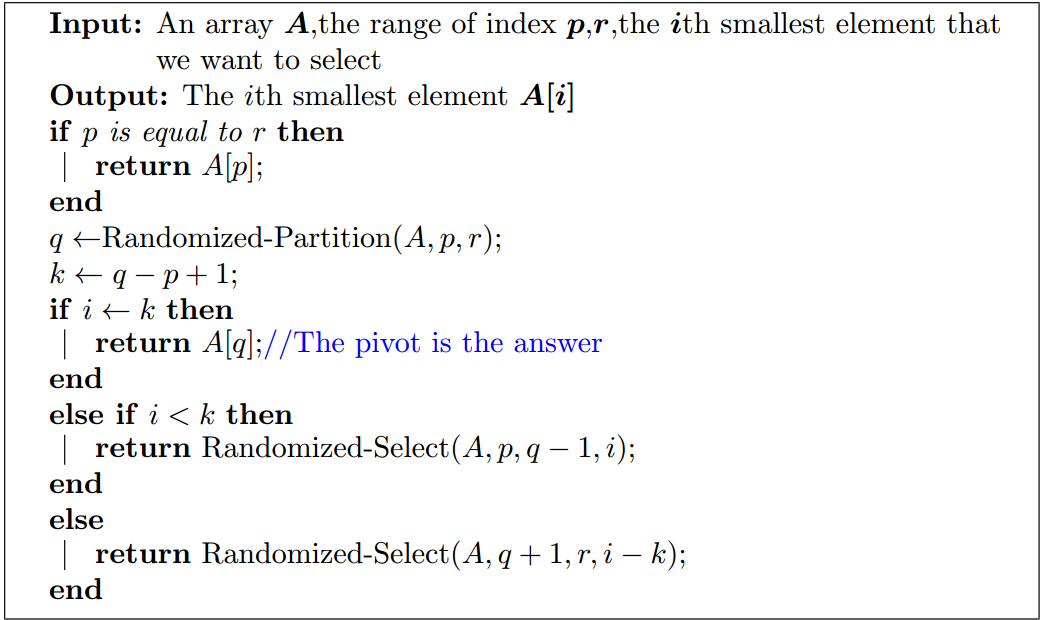 Input: An array A,the range of index p,r,the ith smallest element that
we want to select
Output: The ith smallest element A[i]
if p is equal to r then
return A[p];
end
q ←Randomized-Partition(A, p, r);
k ← q − p + 1;
if i ← k then
return A[q];//The pivot is the answer
end
else if i < k then
return Randomized-Select(A, p, q − 1, i);
end
else
return Randomized-Select(A, q + 1, r, i − k);
end